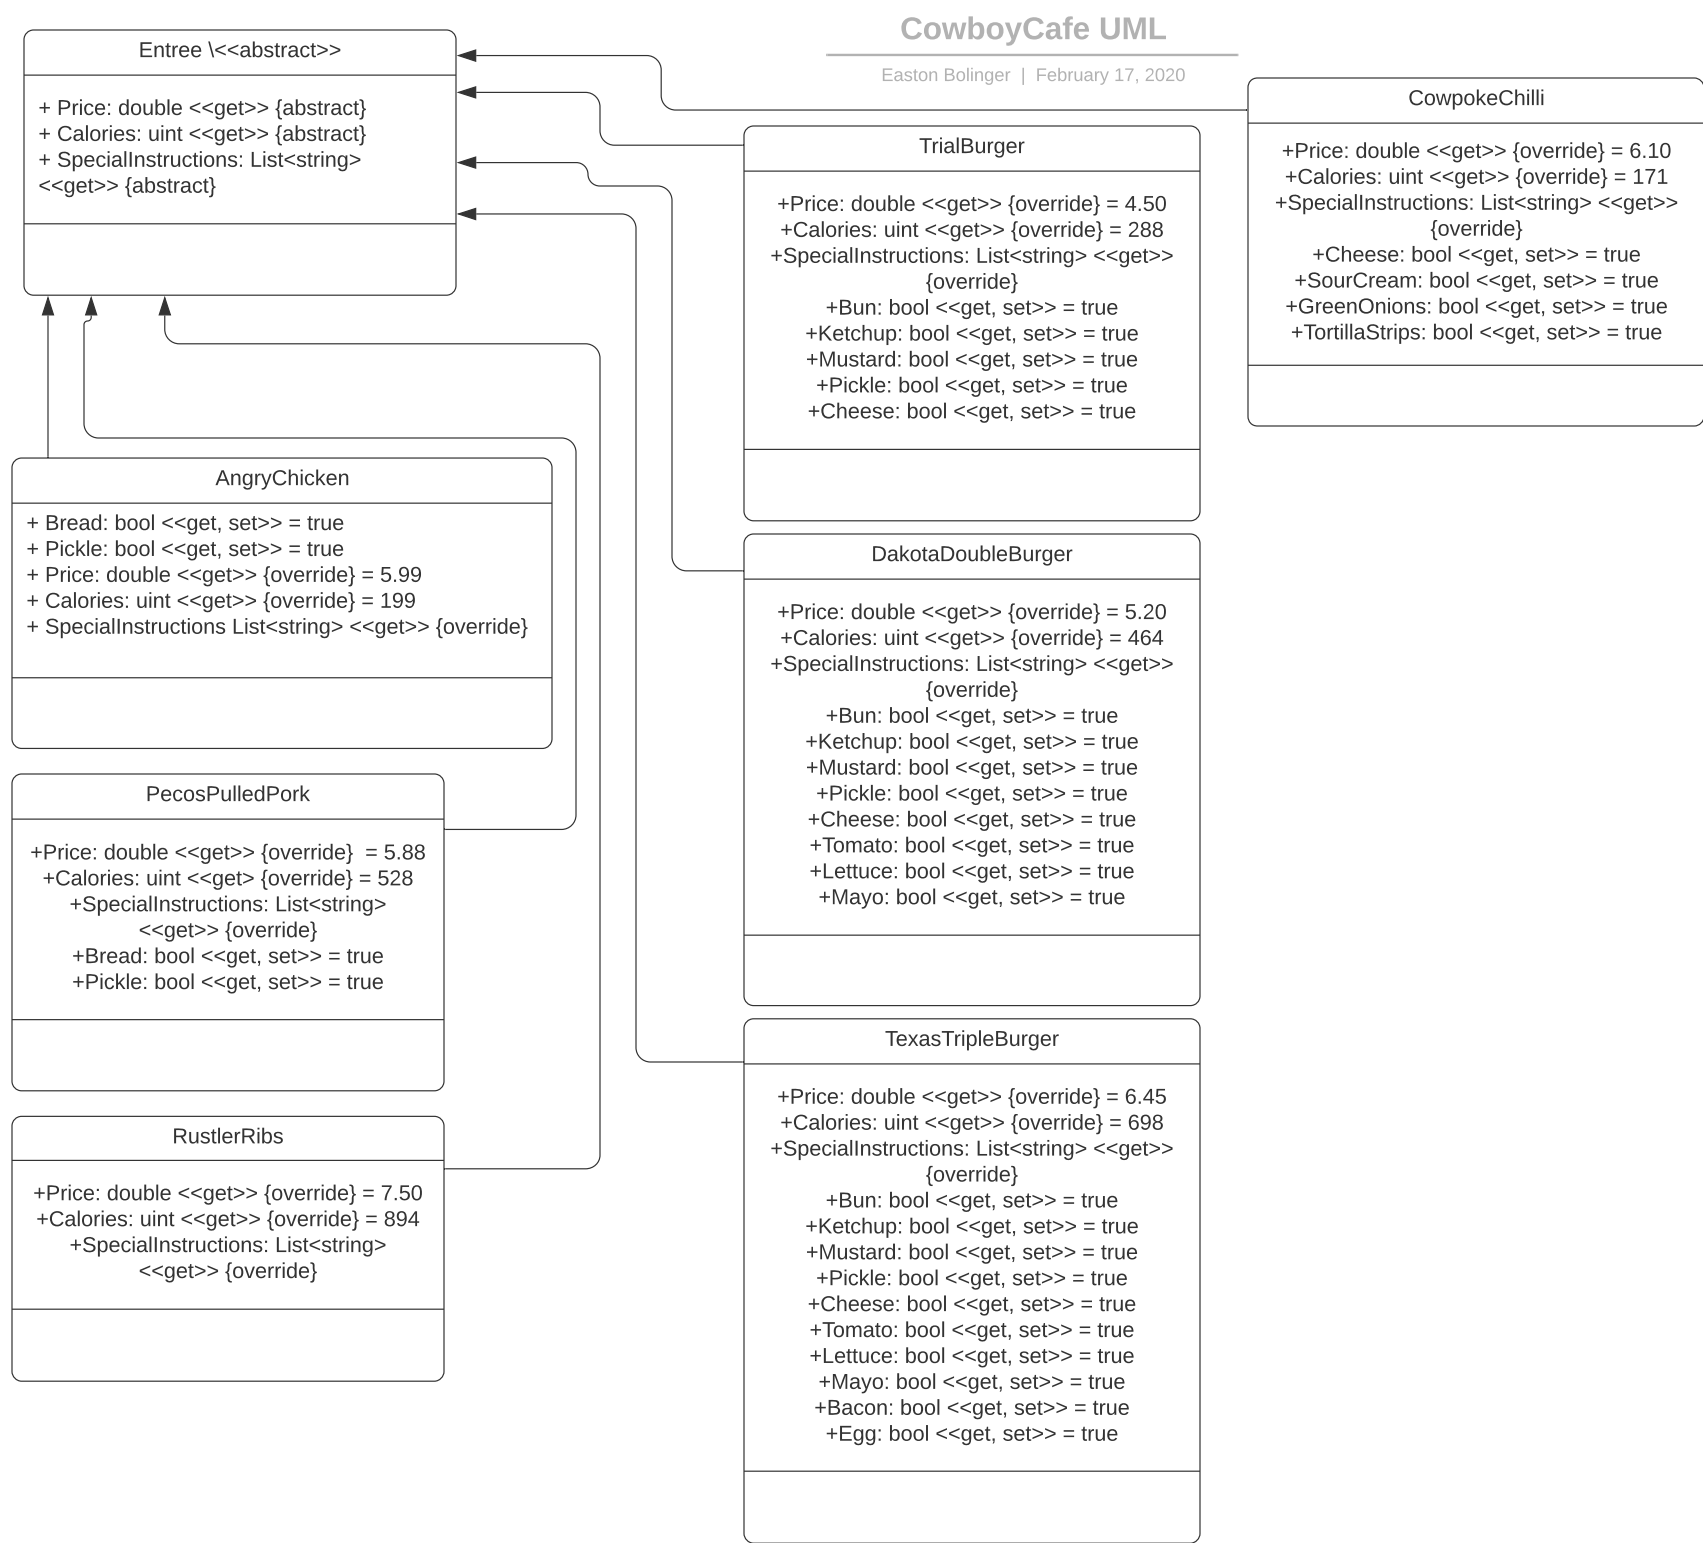 CowboyCafe UML
Easton Bolinger | February 17, 2020
Entree \<<abstract>>
+ Price: double <<get>> {abstract}
+ Calories: uint <<get>> {abstract}
+ SpecialInstructions: List<string>
<<get>> {abstract}
CowpokeChilli
+Price: double <<get>> {override} = 6.10
+Calories: uint <<get>> {override} = 171
+SpecialInstructions: List<string> <<get>>
{override}
+Cheese: bool <<get, set>> = true
+SourCream: bool <<get, set>> = true
+GreenOnions: bool <<get, set>> = true
+TortillaStrips: bool <<get, set>> = true
TrialBurger
+Price: double <<get>> {override} = 4.50
+Calories: uint <<get>> {override} = 288
+SpecialInstructions: List<string> <<get>>
{override}
+Bun: bool <<get, set>> = true
+Ketchup: bool <<get, set>> = true
+Mustard: bool <<get, set>> = true
+Pickle: bool <<get, set>> = true
+Cheese: bool <<get, set>> = true
AngryChicken
+ Bread: bool <<get, set>> = true
+ Pickle: bool <<get, set>> = true
+ Price: double <<get>> {override} = 5.99
+ Calories: uint <<get>> {override} = 199
+ SpecialInstructions List<string> <<get>> {override}
DakotaDoubleBurger
+Price: double <<get>> {override} = 5.20
+Calories: uint <<get>> {override} = 464
+SpecialInstructions: List<string> <<get>>
{override}
+Bun: bool <<get, set>> = true
+Ketchup: bool <<get, set>> = true
+Mustard: bool <<get, set>> = true
+Pickle: bool <<get, set>> = true
+Cheese: bool <<get, set>> = true
+Tomato: bool <<get, set>> = true
+Lettuce: bool <<get, set>> = true
+Mayo: bool <<get, set>> = true
PecosPulledPork
+Price: double <<get>> {override}  = 5.88
+Calories: uint <<get> {override} = 528
+SpecialInstructions: List<string>
<<get>> {override}
+Bread: bool <<get, set>> = true
+Pickle: bool <<get, set>> = true
TexasTripleBurger
+Price: double <<get>> {override} = 6.45
+Calories: uint <<get>> {override} = 698
+SpecialInstructions: List<string> <<get>>
{override}
+Bun: bool <<get, set>> = true
+Ketchup: bool <<get, set>> = true
+Mustard: bool <<get, set>> = true
+Pickle: bool <<get, set>> = true
+Cheese: bool <<get, set>> = true
+Tomato: bool <<get, set>> = true
+Lettuce: bool <<get, set>> = true
+Mayo: bool <<get, set>> = true
+Bacon: bool <<get, set>> = true
+Egg: bool <<get, set>> = true
RustlerRibs
+Price: double <<get>> {override} = 7.50
+Calories: uint <<get>> {override} = 894
+SpecialInstructions: List<string>
<<get>> {override}